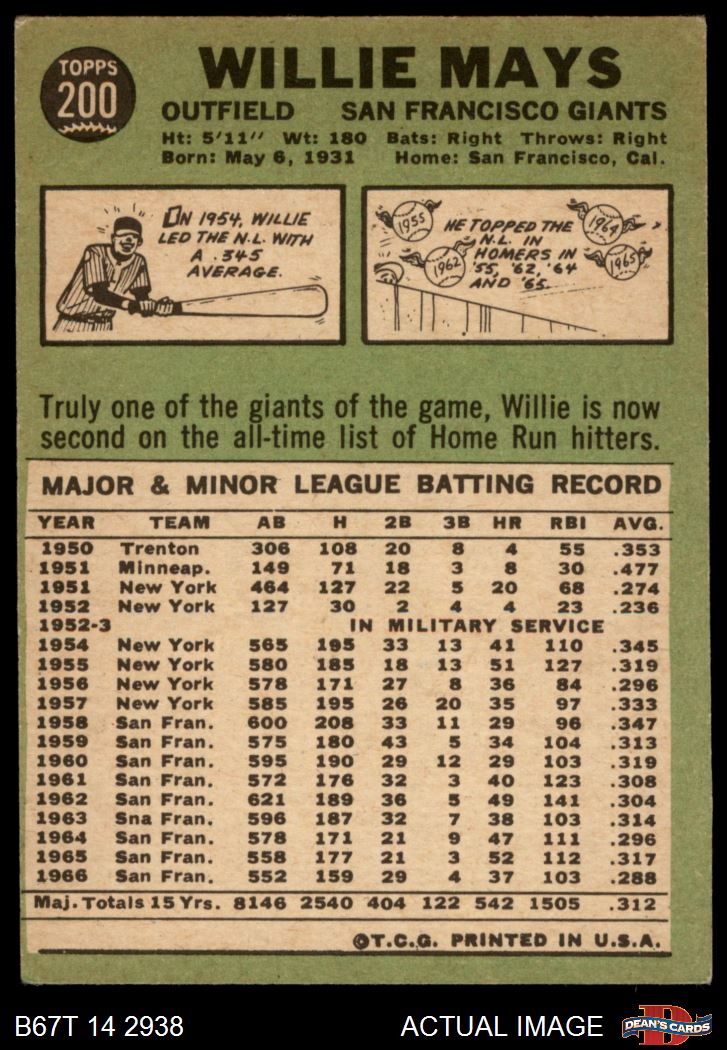 TOPPS
200
WILLIE MAYS
OUTFIELD SAN FRANCISCO GIANTS
Ht: 5'11" Wt: 180 Bats: Right Throws: Right
Born: May 6, 1931 Home: San Francisco, Cal.
IN 1954, WILLIE
LED THE N.L. WITH
A .345
AVERAGE.
1955
1964
HE TOPPED THE
N.L. IN
HOMERS IN
'55, '62, '64
AND '65.
1962
1965
Truly one of the giants of the game, Willie is now
second on the all-time list of Home Run hitters.
MAJOR & MINOR LEAGUE BATTING RECORD
YEAR TEAM AB H 2B 3B HR RBI AVG.
1950 Trenton 306 108 20 8 4 55 .353
1951 Minneap. 149 71 18 3 8 30 .477
1951 New York 464 127 22 5 20 68 .274
1952 New York 127 30 2 4 4 23 .236
1952-3 IN MILITARY SERVICE
1954 New York 565 195 33 13 41 110 .345
1955 New York 580 185 18 13 51 127 .319
1956 New York 578 171 27 8 36 84 .296
1957 New York 585 195 26 20 35 97 .333
1958 San Fran. 600 208 33 11 29 96 .347
1959 San Fran. 575 180 43 5 34 104 .313
1960 San Fran. 595 190 29 12 29 103 .319
1961 San Fran. 572 176 32 3 40 123 .308
1962 San Fran. 621 189 36 5 49 141 .304
1963 Sna Fran. 596 187 32 7 38 103 .314
1964 San Fran. 578 171 21 9 47 111 .296
1965 San Fran. 558 177 21 3 52 112 .317
1966 San Fran. 552 159 29 4 37 103 .288
Maj. Totals 15 Yrs. 8146 2540 404 122 542 1505 .312
©T.C.G. PRINTED IN U.S.A.
B67T 14 2938 ACTUAL IMAGE
D
DEAN'S CARDS